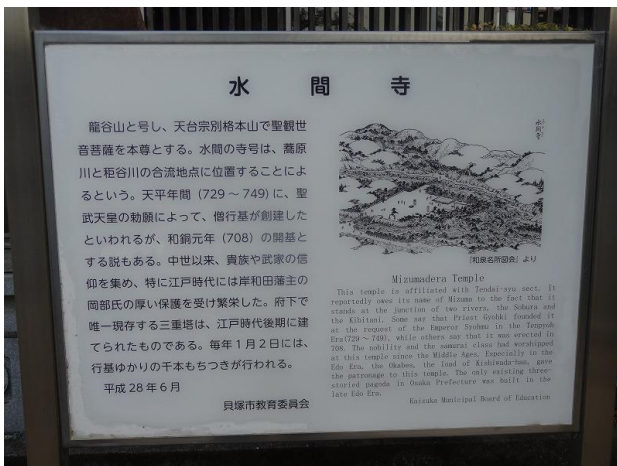 水間寺
龍谷山と号し、天台宗別格本山で聖観世
音菩薩を本尊とする。水間の寺号は、蕎原
川と秬谷川の合流地点に位置することによ
るという。天平年間（729～749）に、聖
武天皇の勅願によって、僧行基が創建した
といわれるが、和銅元年（708）の開基と
する説もある。中世以来、貴族や武家の信
仰を集め、特に江戸時代には岸和田藩主の
岡部氏の厚い保護を受け繁栄した。府下で
唯一現存する三重塔は、江戸時代後期に建
てられたものである。毎年１月２日には、
行基ゆかりの千本もちつきが行われる。
平成28年６月
貝塚市教育委員会
水間寺
『和泉名所図会』より
Mizumadera Temple
This temple is affiliated with Tendai-syu sect. It
reportedly owes its name of Mizuma to the fact that it
stands at the junction of two rivers, the Sobura and
the Kibitani. Some say that Priest Gyohki founded it
at the request of the Emperor Syohmu in the Tenpyoh
Era(729～749), while others say that it was erected in
708. The nobility and the samurai class had worshipped
at this temple since the Middle Ages. Especially in the
Edo Era, the Okabes, the lead of Kishiwada-han, gave
the patronage to this temple. The only existing three-
storied pagoda in Osaka Prefecture was built in the
late Edo Era.
Kaizuka Municipal Board of Education